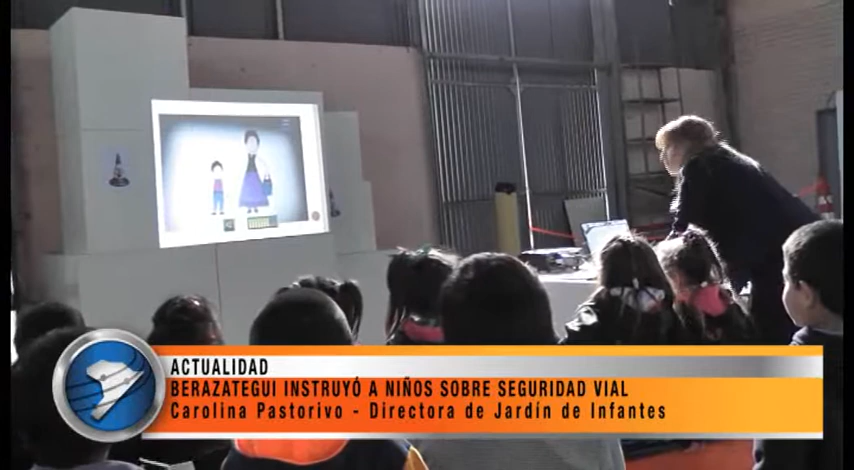 ACTUALIDAD
BERAZATEGUI INSTRUYÓ A NIÑOS SOBRE SEGURIDAD VIAL
Carolina Pastorivo - Directora de Jardín de Infantes